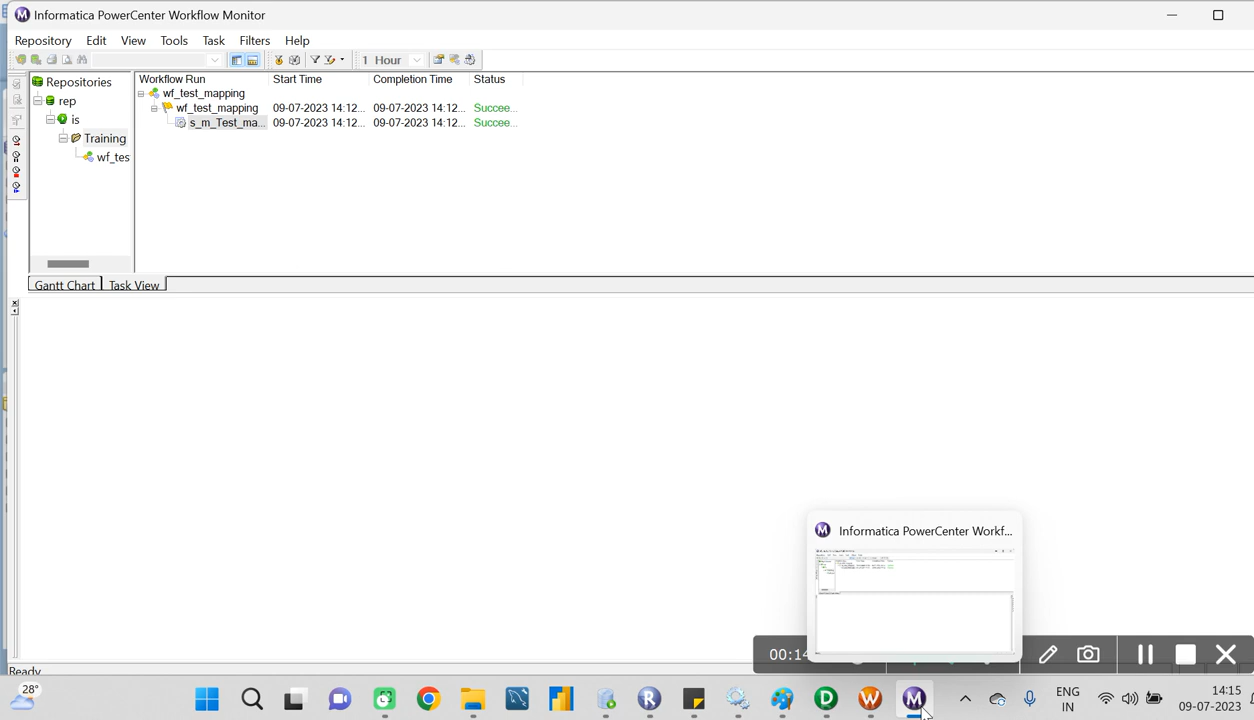 Informatica PowerCenter Workflow Monitor
Repository Edit View Tools Task Filters Help
1 Hour
Repositories
rep
is
Training
wf_tes
Workflow Run Start Time Completion Time Status
wf_test_mapping
wf_test_mapping 09-07-2023 14:12... 09-07-2023 14:12... Succee...
s_m_Test_ma... 09-07-2023 14:12... 09-07-2023 14:12... Succee...
Gantt Chart Task View
Informatica PowerCenter Workf...
00:14
Ready
28°
ENG
IN
14:15
09-07-2023